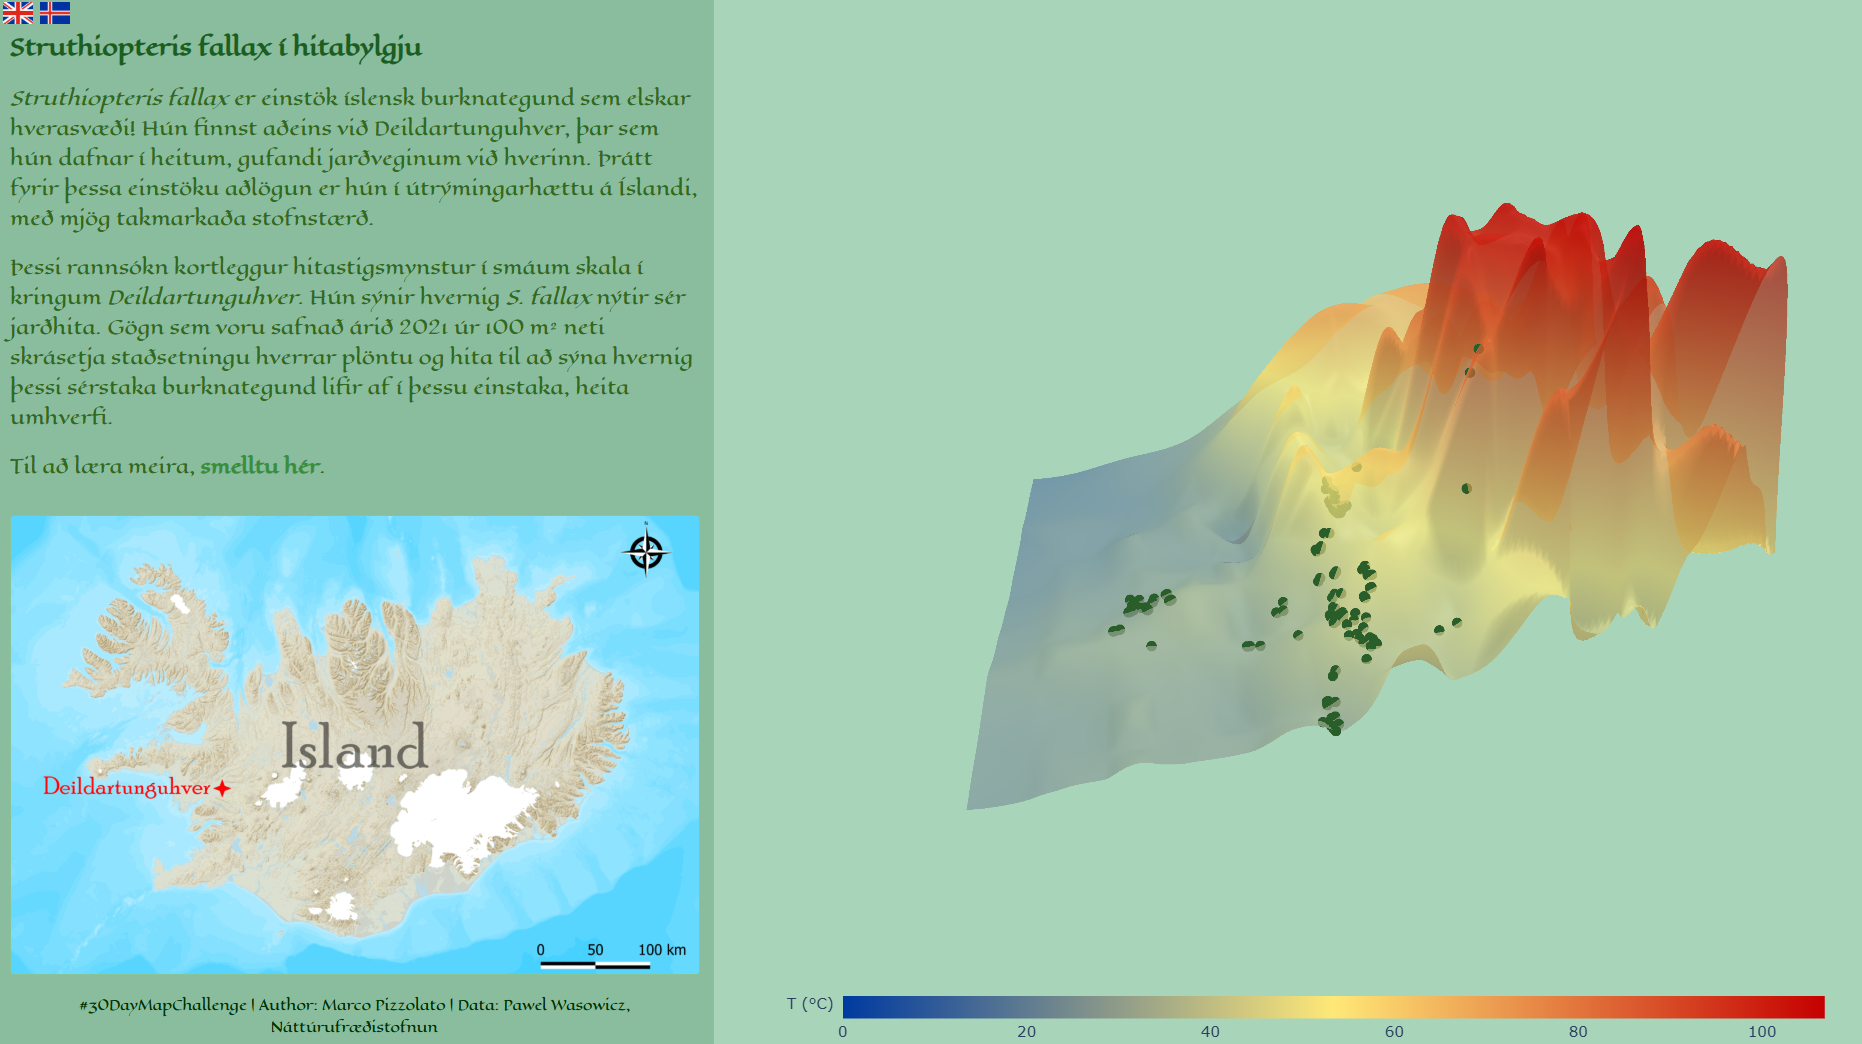 Struthiopteris fallax í hitabylgju
Struthiopteris fallax er einstök íslensk burknategund sem elskar
hverasvæði! Hún finnst aðeins við Deildartunguhver, þar sem
hún dafnar í heitum, gufandi jarðveginum við hverinn. Þrátt
fyrir þessa einstöku aðlögun er hún í útrýmingarhættu á Íslandi,
með mjög takmarkaða stofnstærð.
Þessi rannsókn kortleggur hitastigsmynstur í smáum skala í
kringum Deildartunguhver. Hún sýnir hvernig S. fallax nýtir sér
jarðhita. Gögn sem voru safnað árið 2021 úr 100 m² neti
skrásetja staðsetningu hverrar plöntu og hita til að sýna hvernig
þessi sérstaka burknategund lifir af í þessu einstaka, heita
umhverfi.
Til að læra meira, smelltu hér.
N
Island
Deildartunguhver
0 50 100 km
#30DayMapChallenge | Author: Marco Pizzolato | Data: Pawel Wasowicz,
Náttúrufræðistofnun
T (°C)
0 20 40 60 80 100